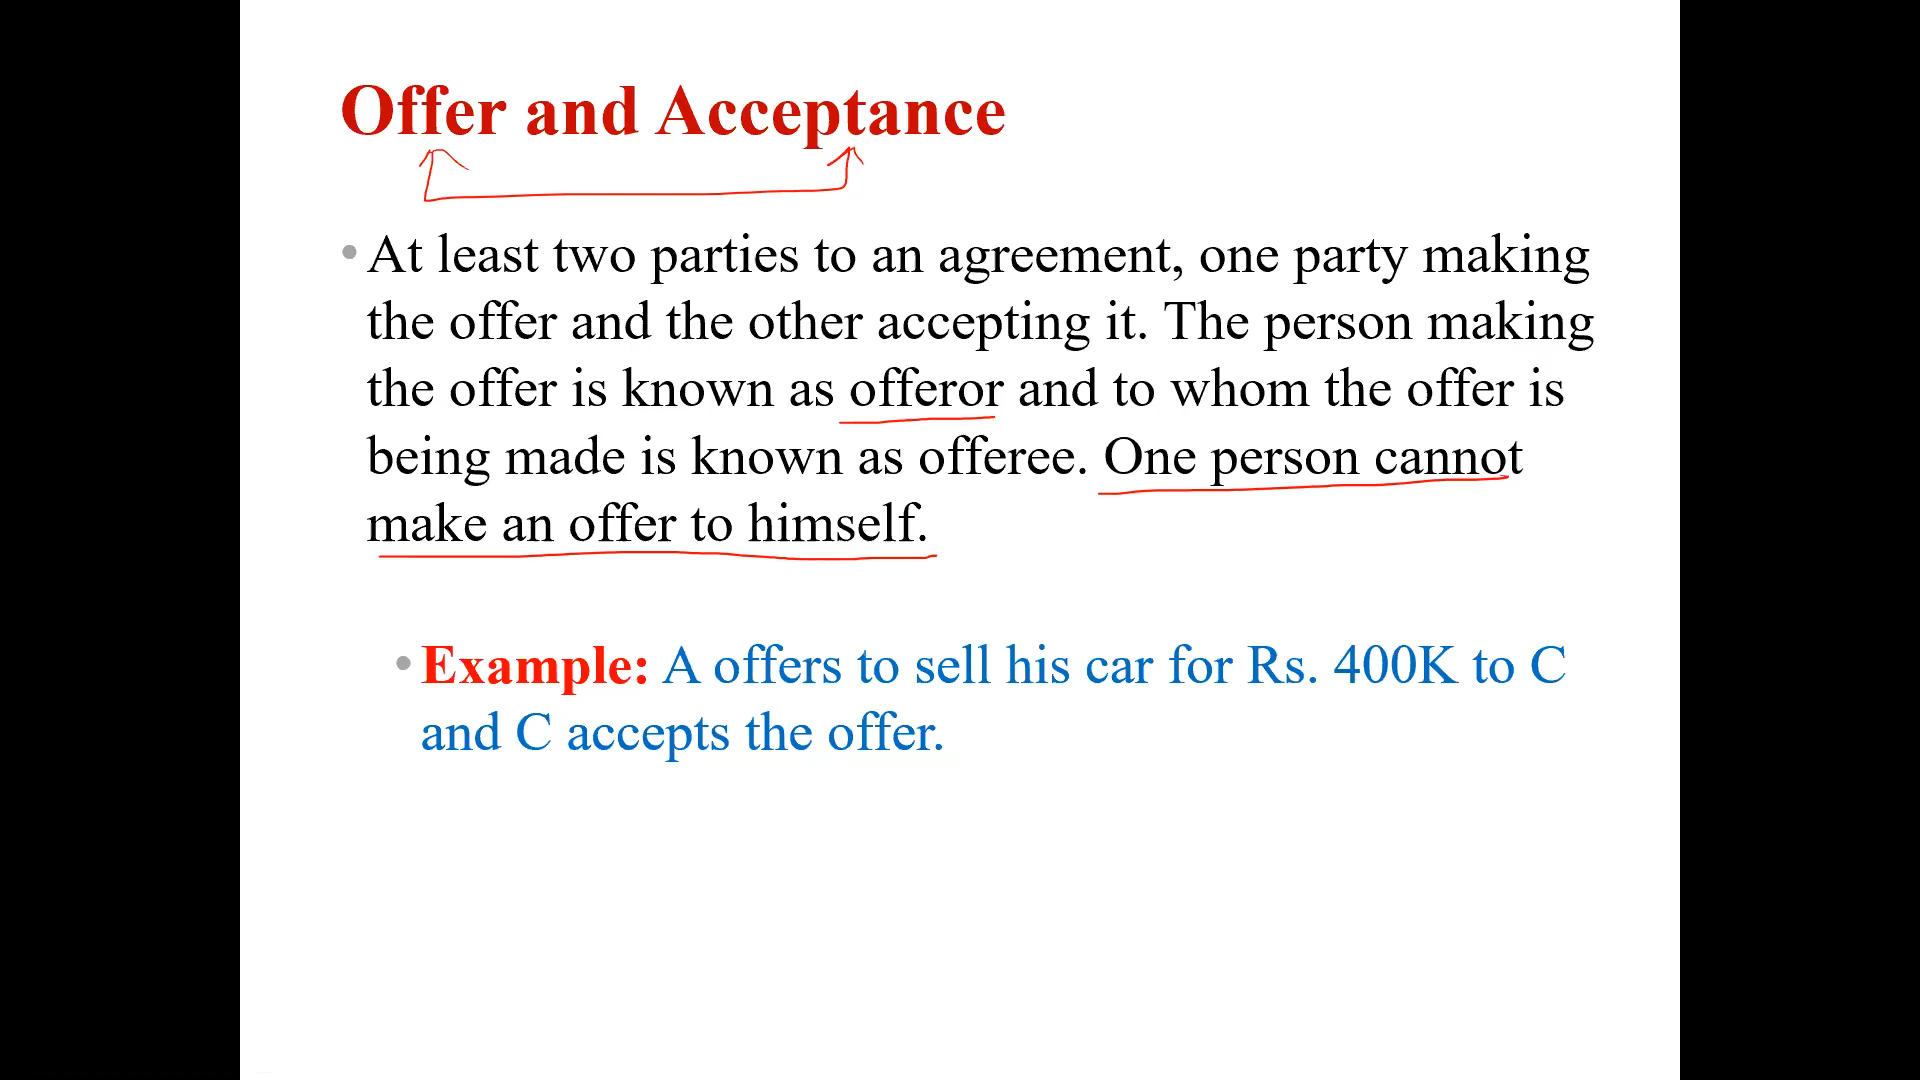 Offer and Acceptance
• At least two parties to an agreement, one party making
the offer and the other accepting it. The person making
the offer is known as offeror and to whom the offer is
being made is known as offeree. One person cannot
make an offer to himself.
• Example: A offers to sell his car for Rs. 400K to C
and C accepts the offer.